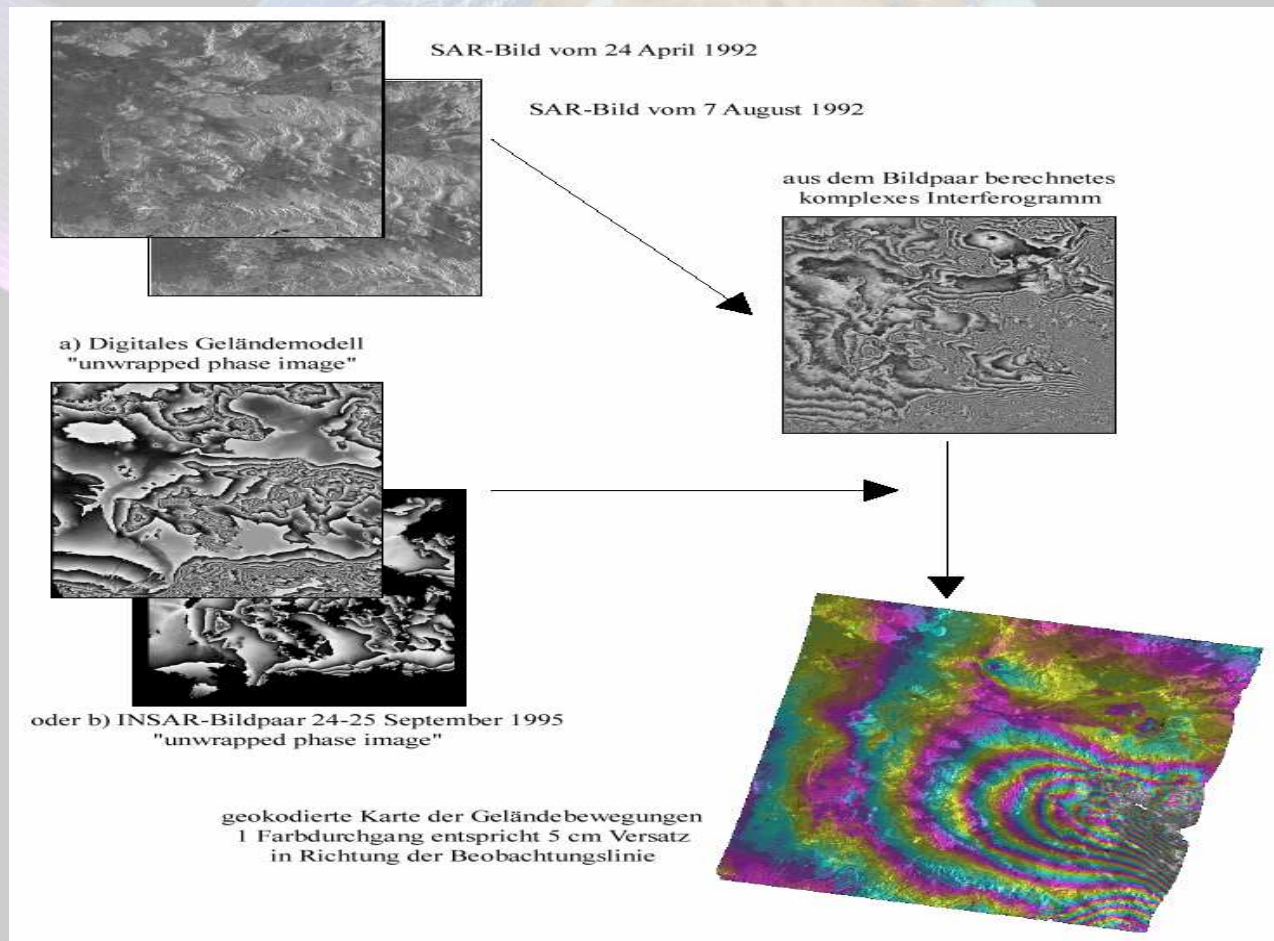 SAR-Bild vom 24 April 1992
SAR-Bild vom 7 August 1992
aus dem Bildpaar berechnetes
komplexes Interferogramm
a) Digitales Geländemodell
"unwrapped phase image"
oder b) INSAR-Bildpaar 24-25 September 1995
"unwrapped phase image"
geokodierte Karte der Geländebewegungen
1 Farbdurchgang entspricht 5 cm Versatz
in Richtung der Beobachtungslinie